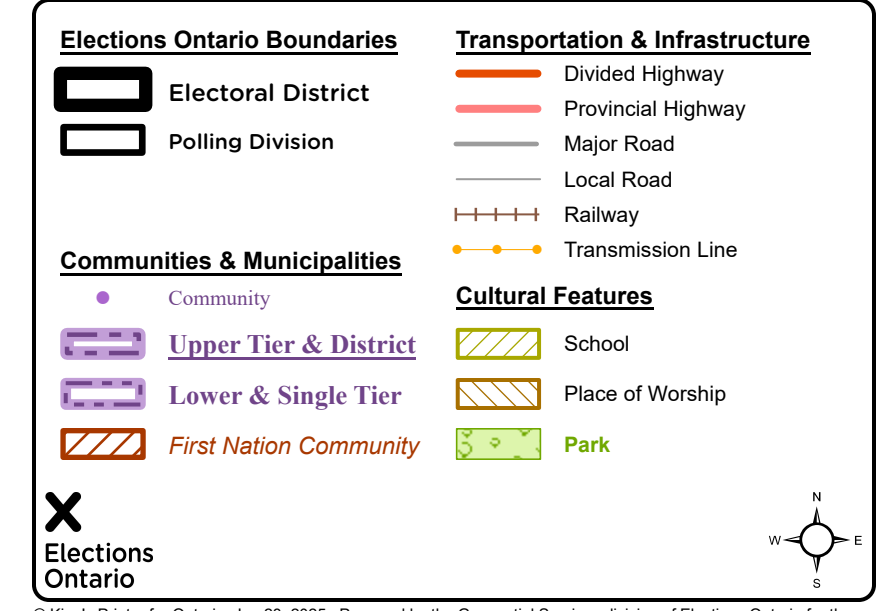 Elections Ontario Boundaries
Electoral District
Polling Division
Communities & Municipalities
Community
Upper Tier & District
Lower & Single Tier
First Nation Community
Transportation & Infrastructure
Divided Highway
Provincial Highway
Major Road
Local Road
Railway
Transmission Line
Cultural Features
School
Place of Worship
Park
Elections
Ontario
N
W E
S